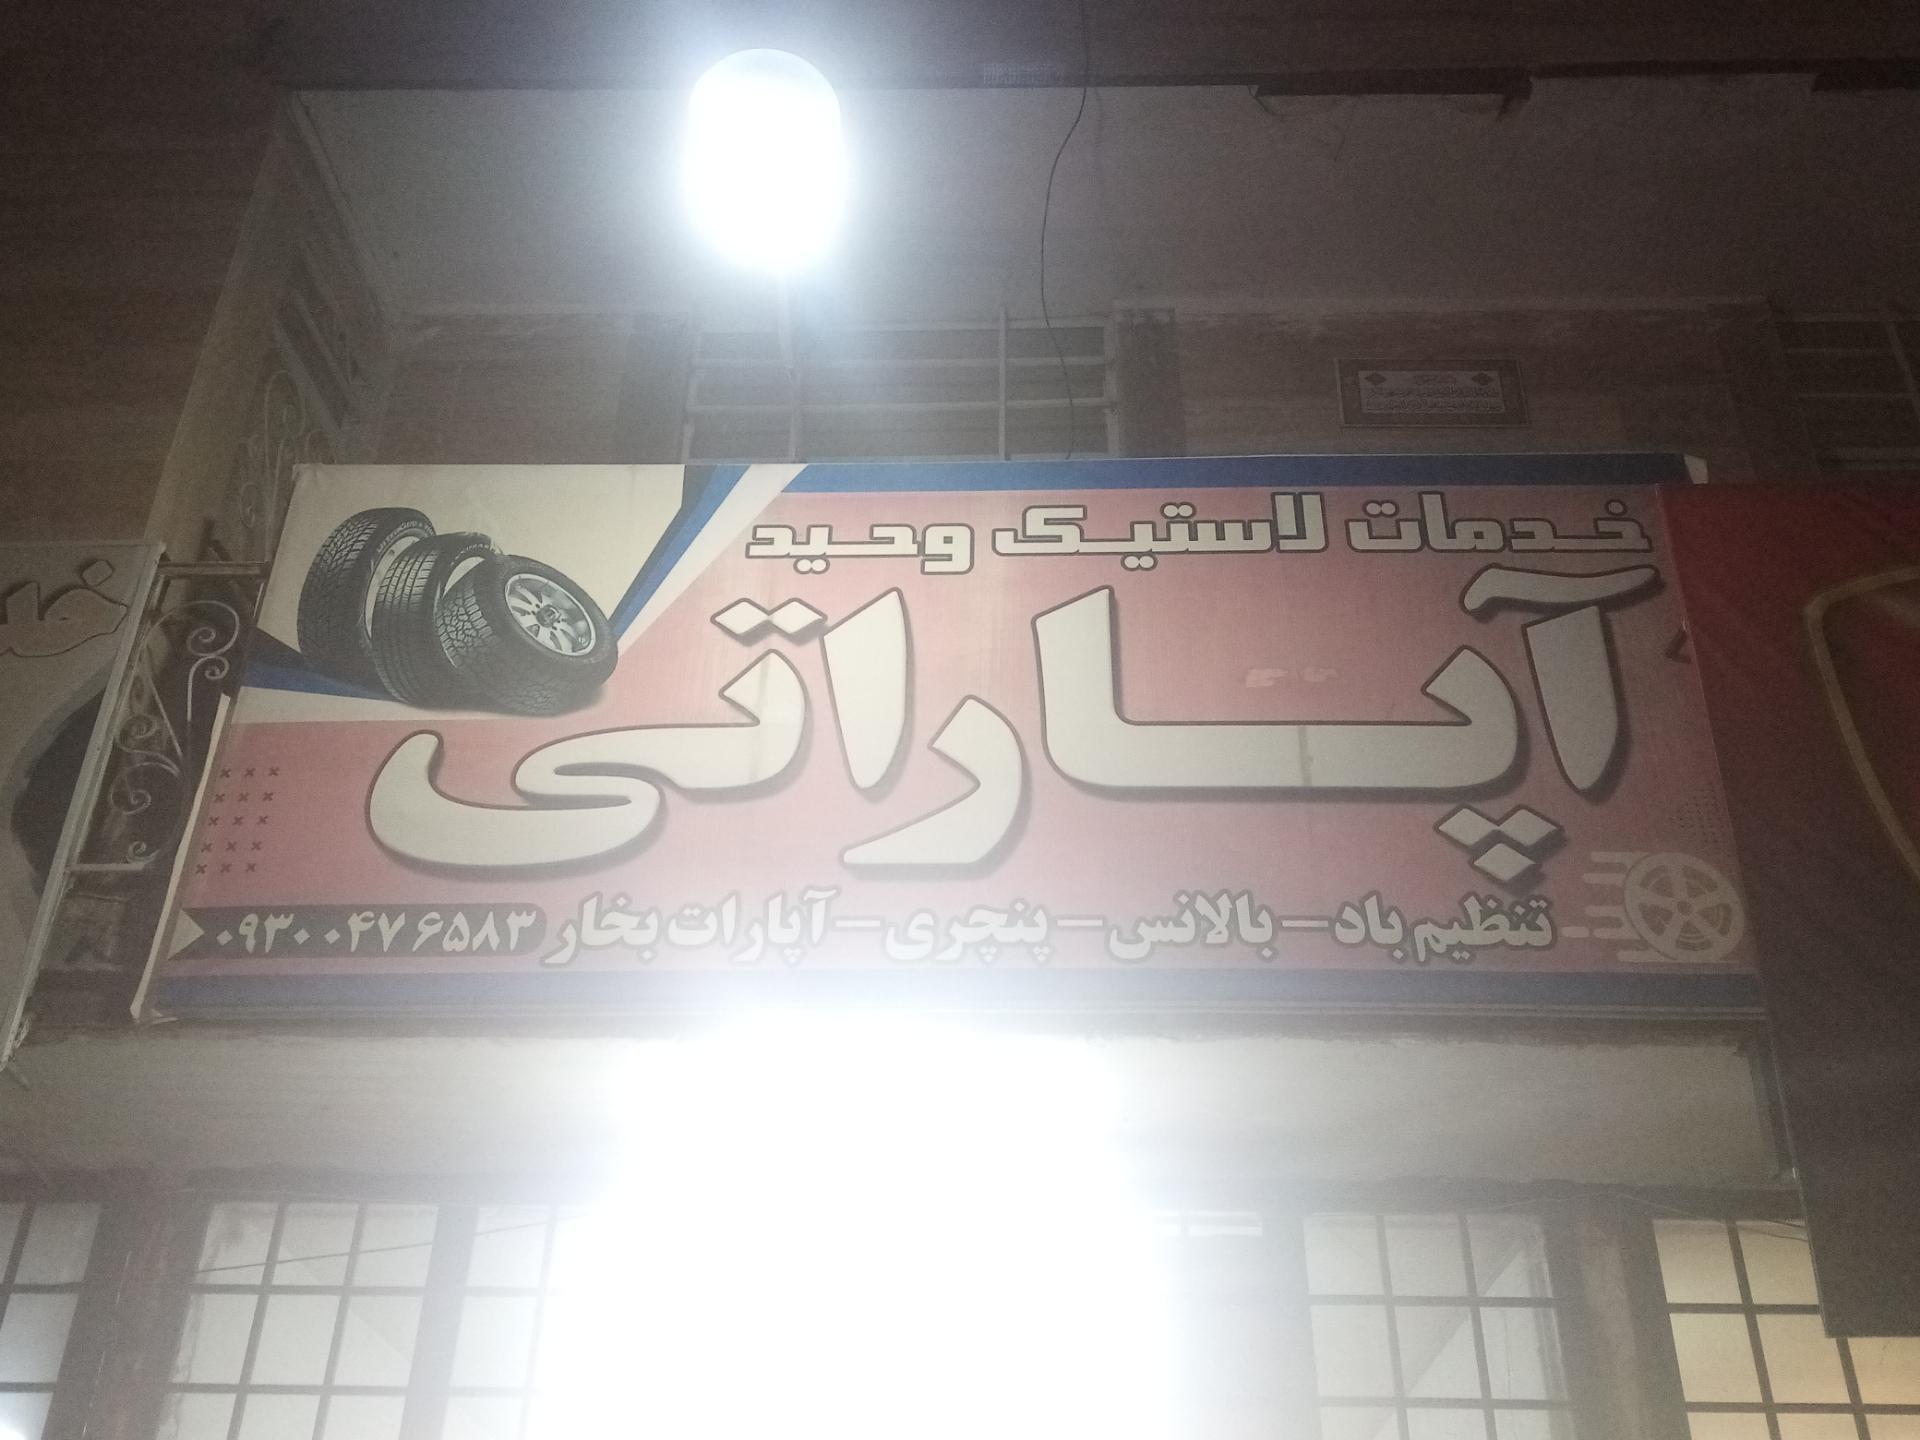 خدمات لاستیک وحید
آپاراتی
تنظیم باد - بالانس - پنچری - آپارات بخار ۰۹۳۰۰۴۷۶۵۸۳